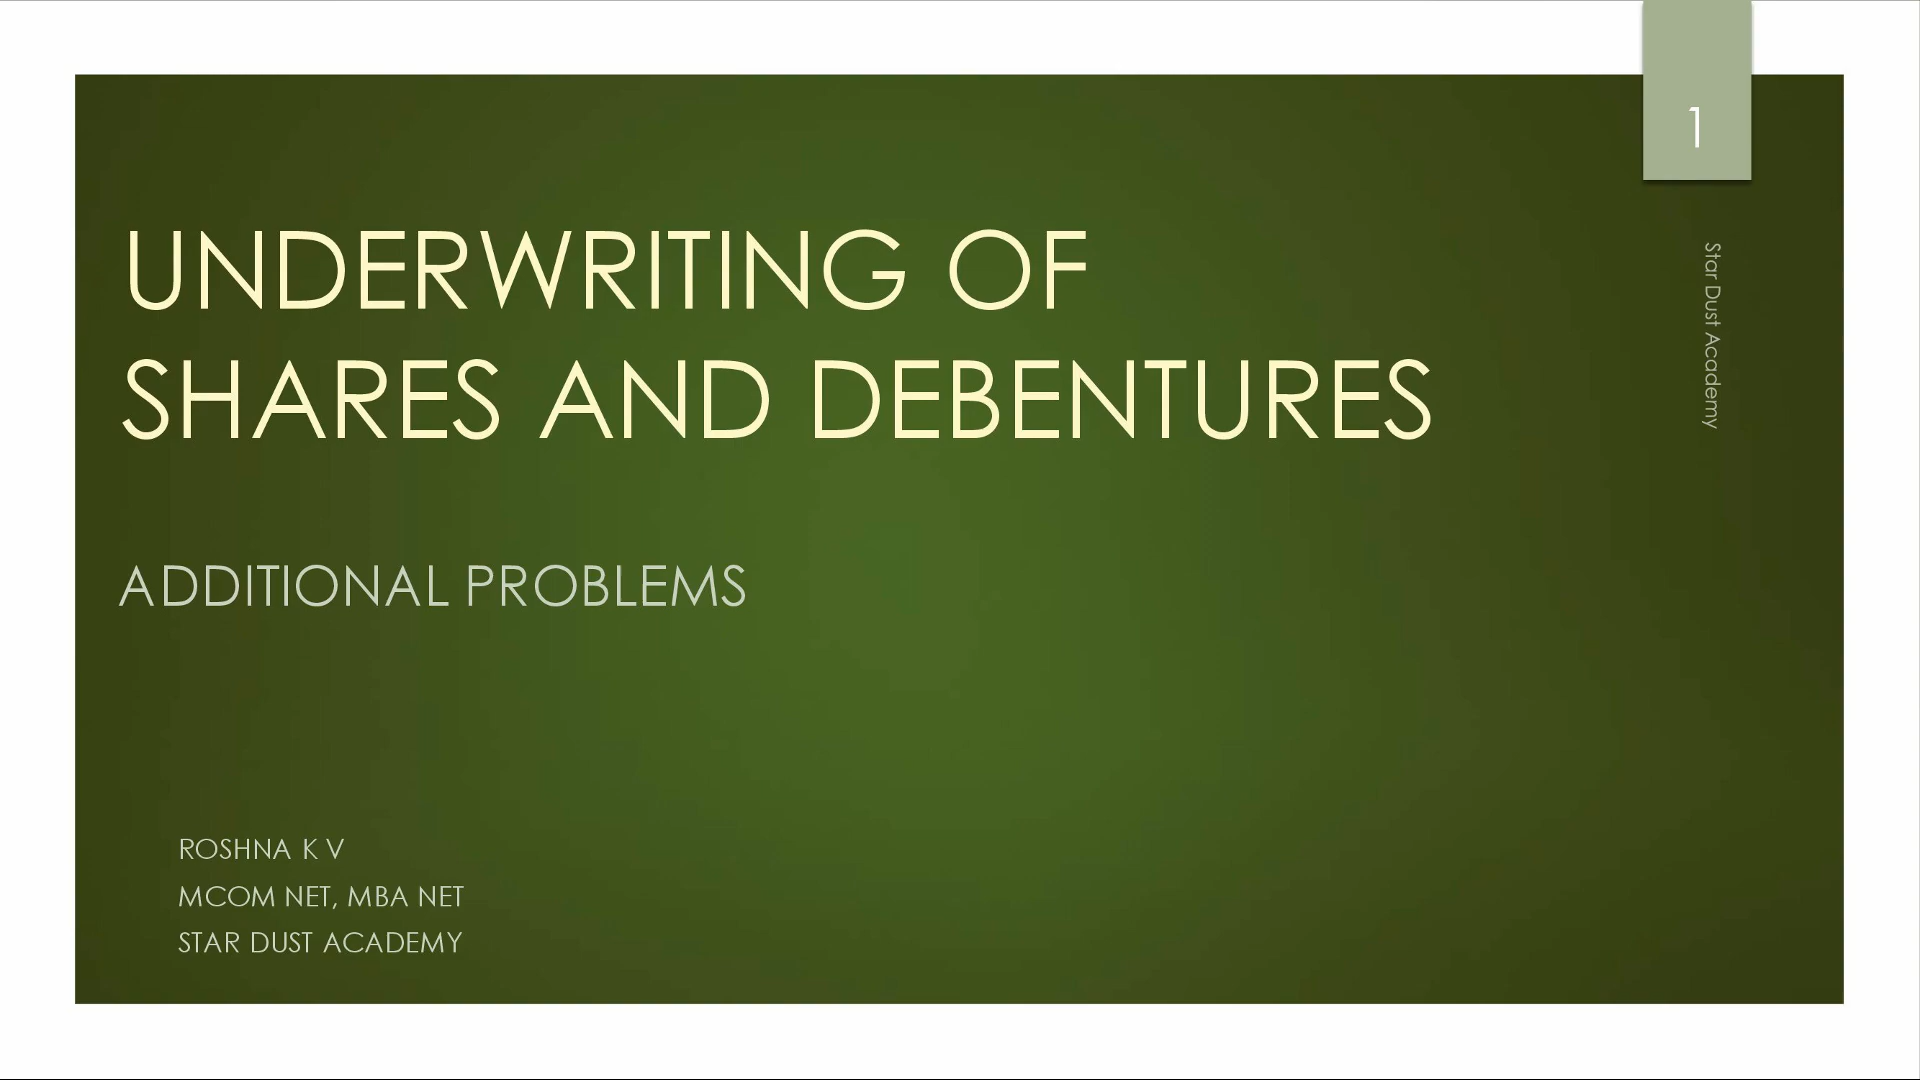 1
UNDERWRITING OF
SHARES AND DEBENTURES
Star Dust Academy
ADDITIONAL PROBLEMS
ROSHNA K V
MCOM NET, MBA NET
STAR DUST ACADEMY